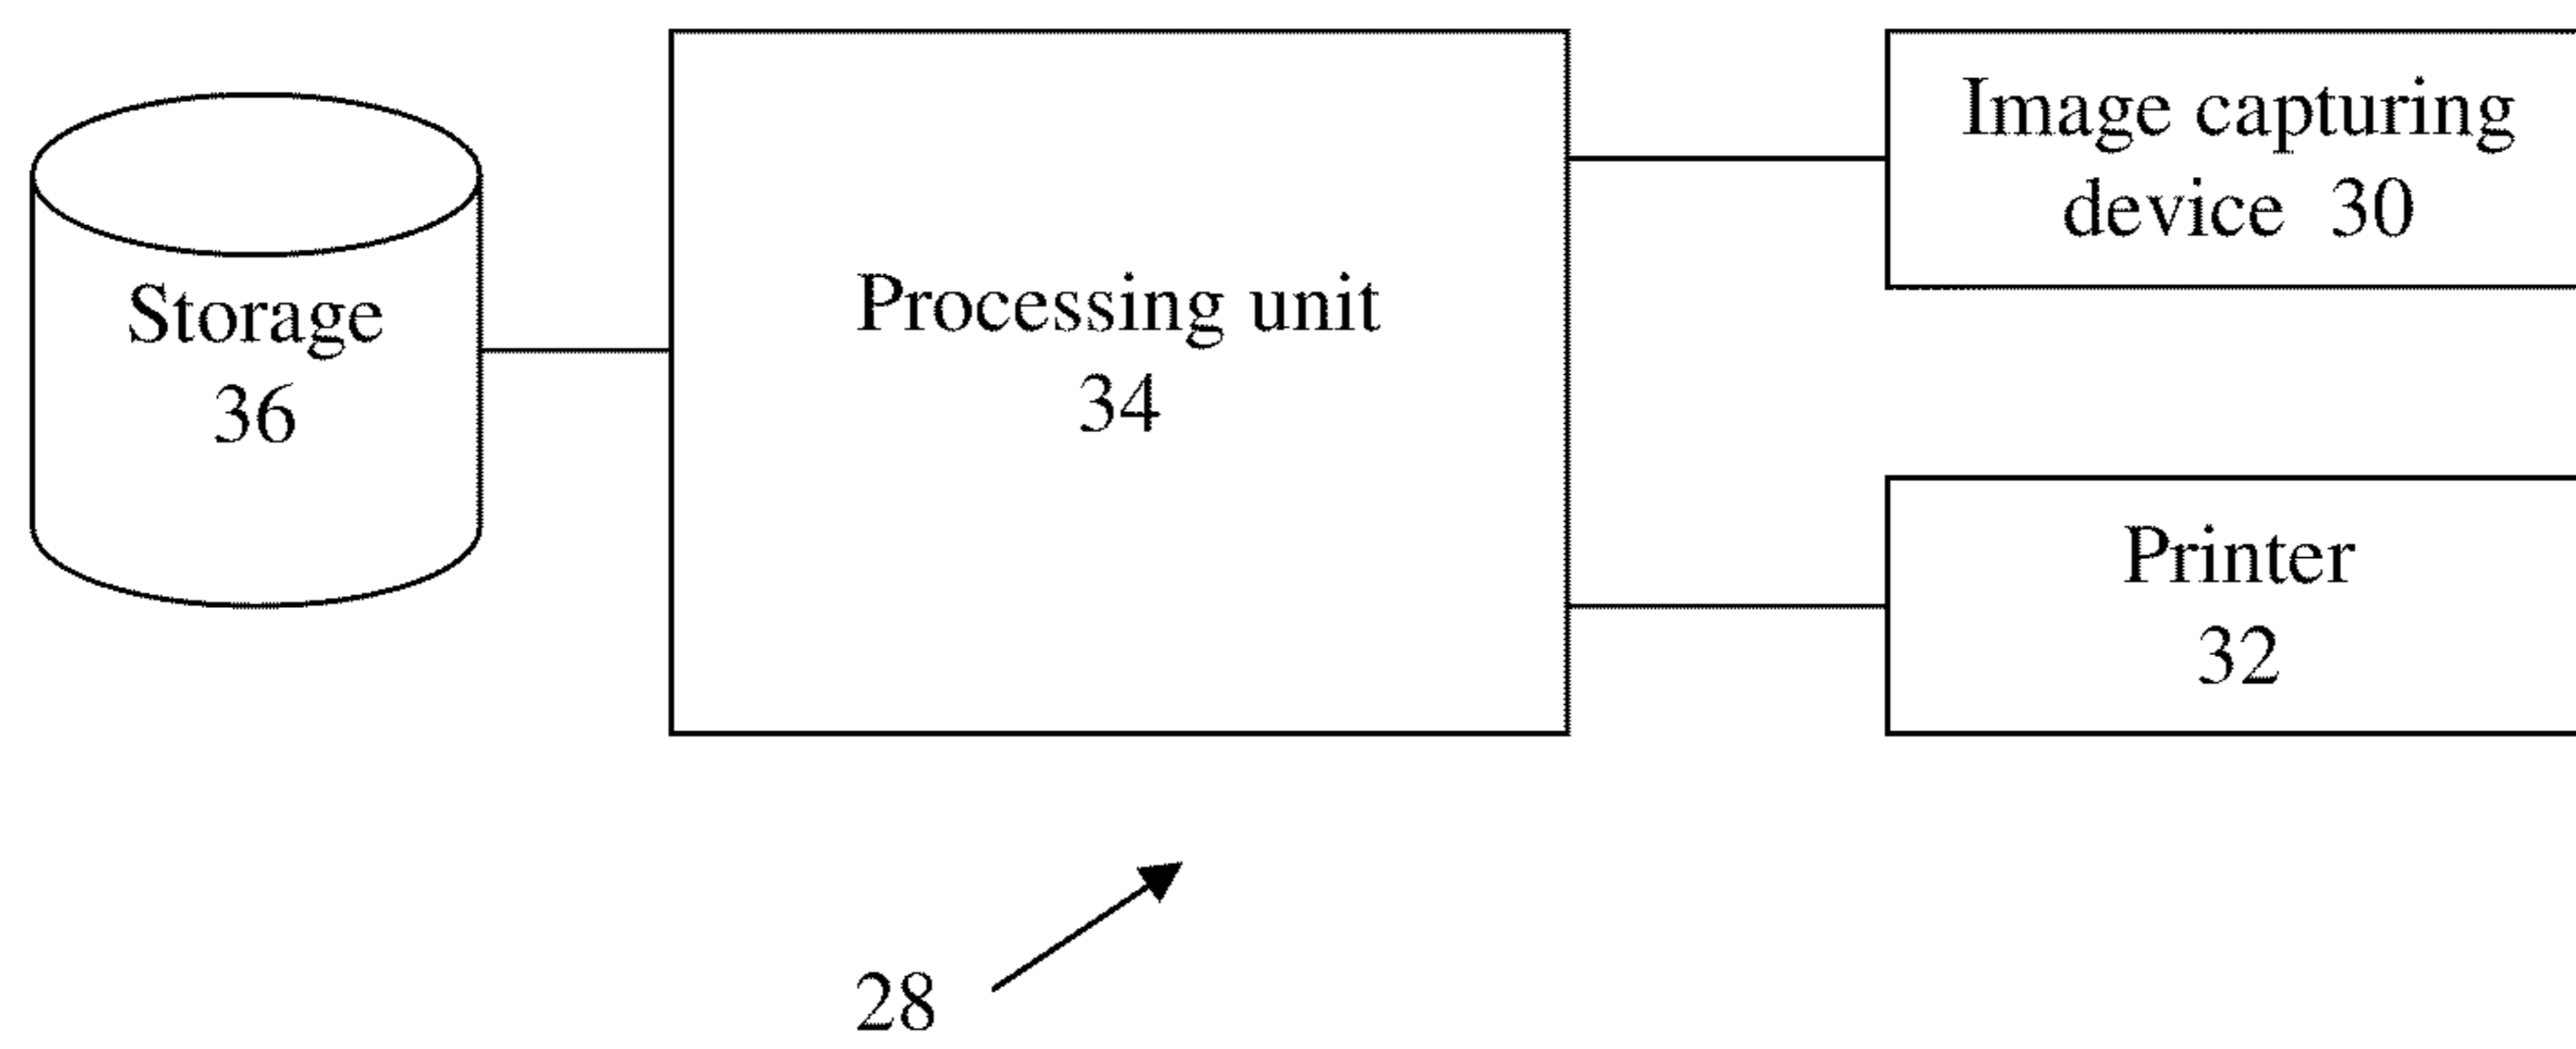 Storage
36
Processing unit
34
Image capturing
device 30
Printer
32
28